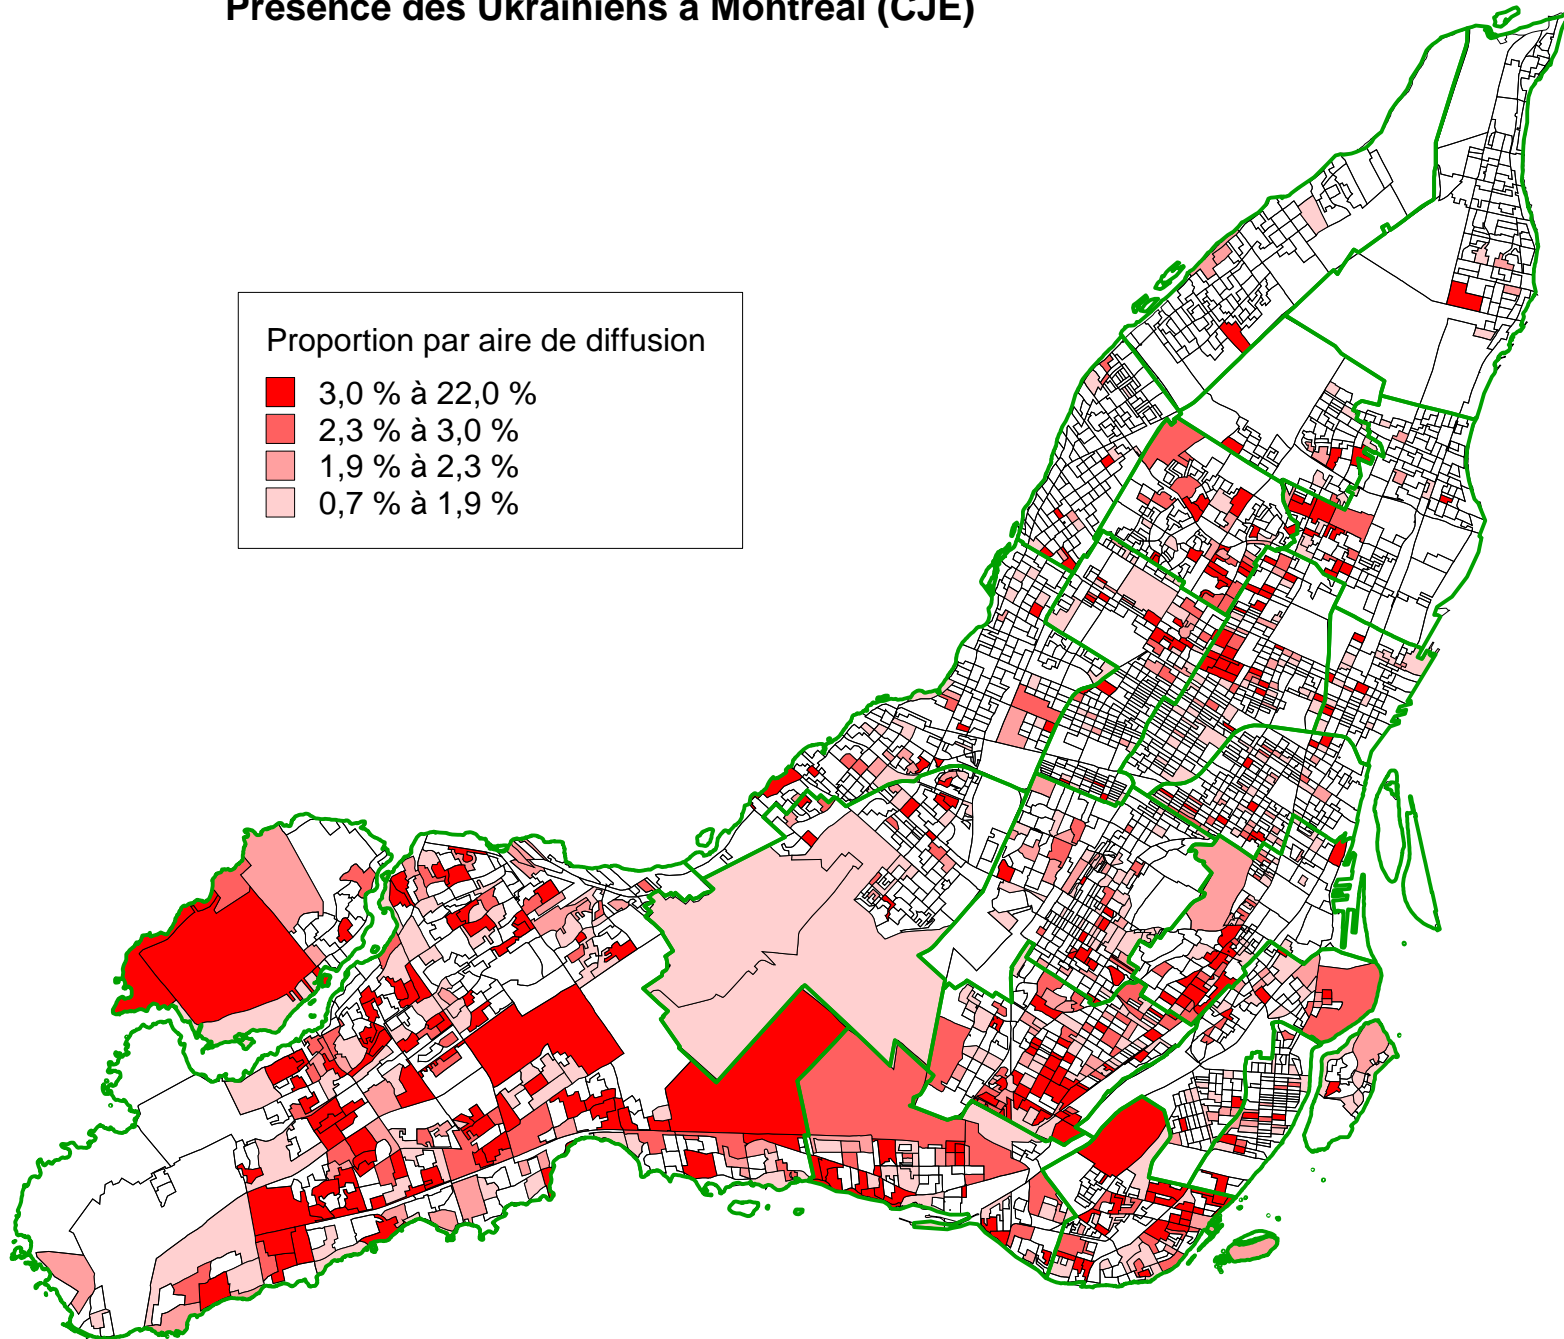 Présence des Ukrainiens à Montréal (CJE)
Proportion par aire de diffusion
3,0 % à 22,0 %
2,3 % à 3,0 %
1,9 % à 2,3 %
0,7 % à 1,9 %